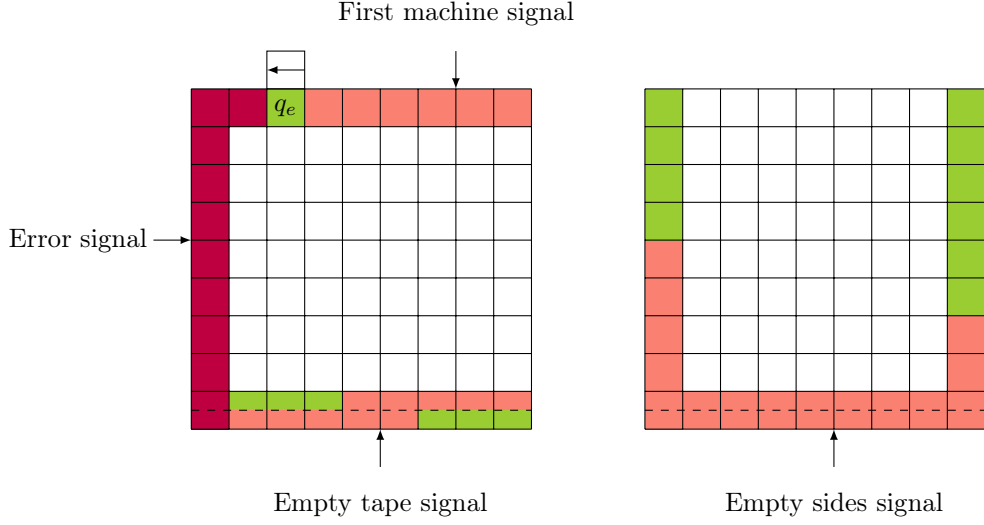 First machine signal
q_e
Error signal
Empty tape signal
Empty sides signal